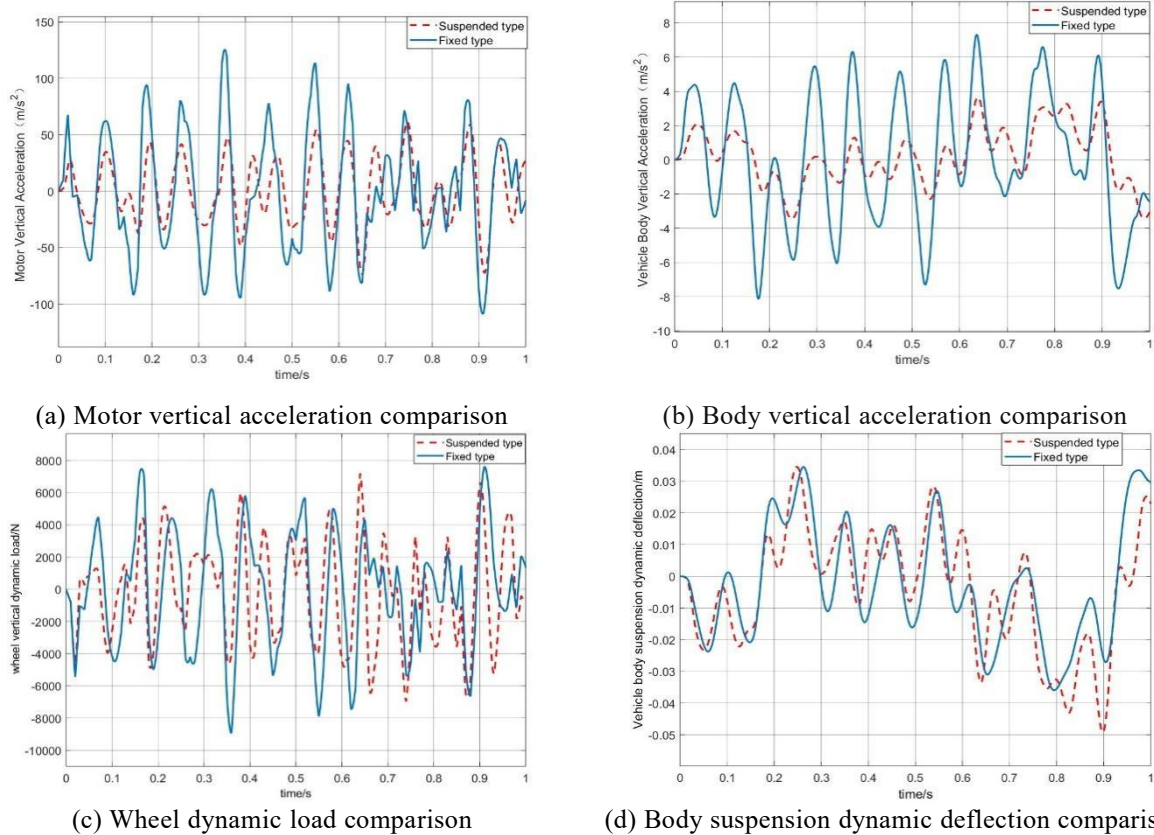 150
100
50
0
-50
-100
Motor Vertical Acceleration（m/s²）
Suspended type
Fixed type
0 0.1 0.2 0.3 0.4 0.5 0.6 0.7 0.8 0.9 1
time/s
(a) Motor vertical acceleration comparison
8
6
4
2
0
-2
-4
-6
-8
-10
Vehicle Body Vertical Acceleration（m/s²）
Suspended type
Fixed type
0 0.1 0.2 0.3 0.4 0.5 0.6 0.7 0.8 0.9 1
time/s
(b) Body vertical acceleration comparison
8000
6000
4000
2000
0
-2000
-4000
-6000
-8000
-10000
wheel vertical dynamic load/N
Suspended type
Fixed type
0 0.1 0.2 0.3 0.4 0.5 0.6 0.7 0.8 0.9 1
time/s
(c) Wheel dynamic load comparison
0.04
0.03
0.02
0.01
0
-0.01
-0.02
-0.03
-0.04
-0.05
Vehicle body suspension dynamic deflection/m
Suspended type
Fixed type
0 0.1 0.2 0.3 0.4 0.5 0.6 0.7 0.8 0.9 1
time/s
(d) Body suspension dynamic deflection comparis